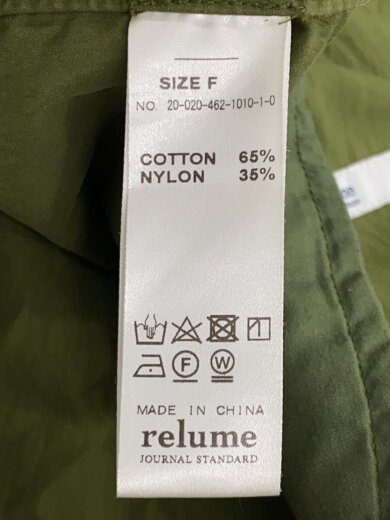 SIZE F
NO. 20-020-462-1010-1-0
COTTON 65%
NYLON 35%
F W
MADE IN CHINA
relume
JOURNAL STANDARD